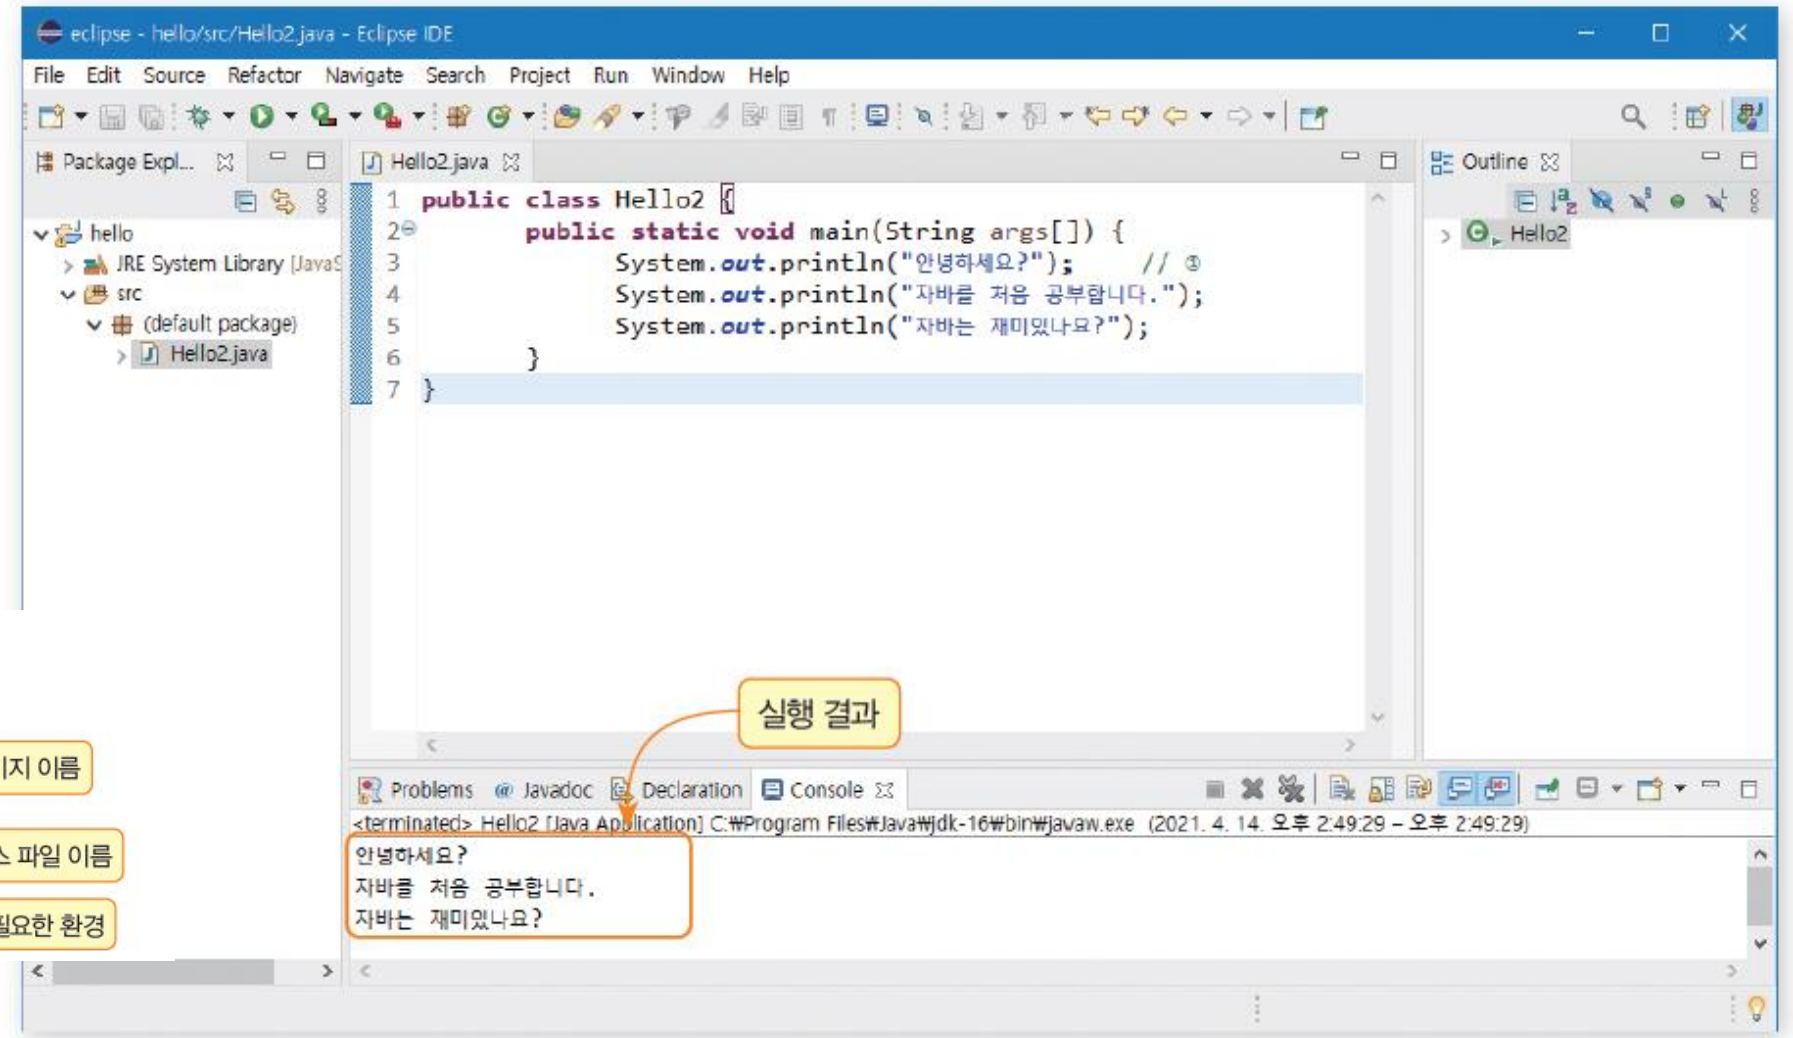 eclipse - hello/src/Hello2.java - Eclipse IDE
File Edit Source Refactor Navigate Search Project Run Window Help
Package Expl...
Hello2.java
Outline
hello
JRE System Library [JavaS
src
(default package)
Hello2.java
1 public class Hello2 {
2 public static void main(String args[]) {
3 System.out.println("안녕하세요?"); // ①
4 System.out.println("자바를 처음 공부합니다.");
5 System.out.println("자바는 재미있나요?");
6 }
7 }
Hello2
실행 결과
지 이름
파일 이름
필요한 환경
Problems @ Javadoc Declaration Console
<terminated> Hello2 [Java Application] C:₩Program Files₩Java₩jdk-16₩bin₩javaw.exe (2021. 4. 14. 오후 2:49:29 – 오후 2:49:29)
안녕하세요?
자바를 처음 공부합니다.
자바는 재미있나요?